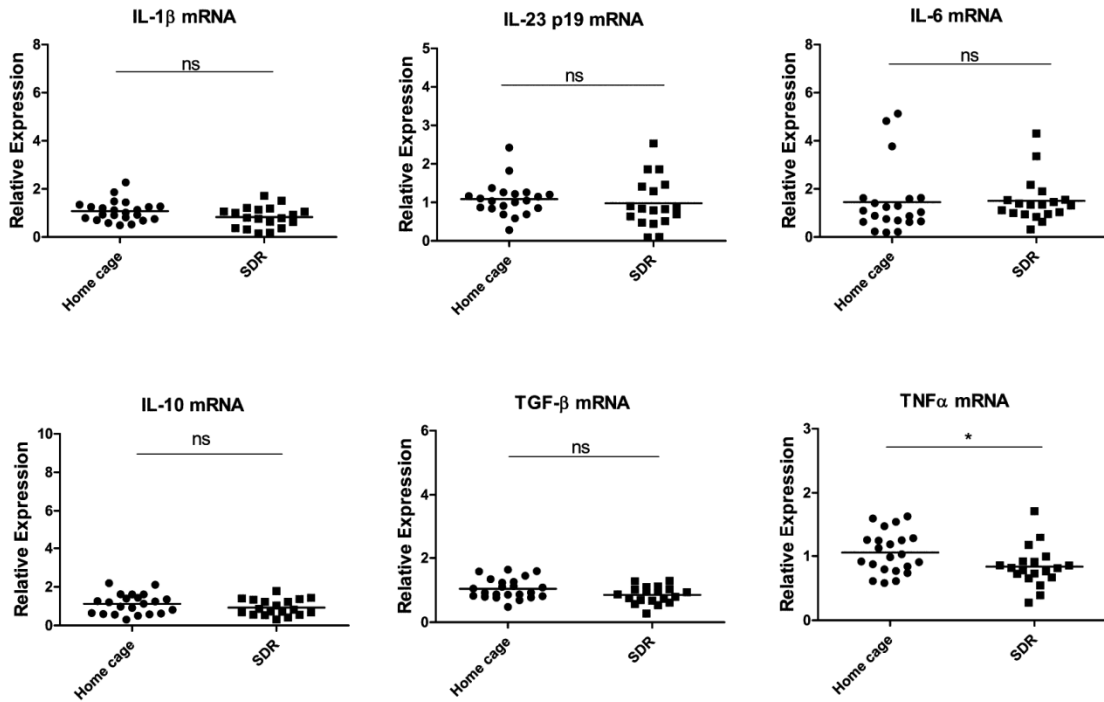 IL-1β mRNA
8
6
4
2
0
Relative Expression
ns
Home cage
SDR
IL-23 p19 mRNA
5
4
3
2
1
0
Relative Expression
ns
Home cage
SDR
IL-6 mRNA
8
6
4
2
0
Relative Expression
ns
Home cage
SDR
IL-10 mRNA
10
8
6
4
2
0
Relative Expression
ns
Home cage
SDR
TGF-β mRNA
6
4
2
0
Relative Expression
ns
Home cage
SDR
TNFα mRNA
3
2
1
0
Relative Expression
*
Home cage
SDR